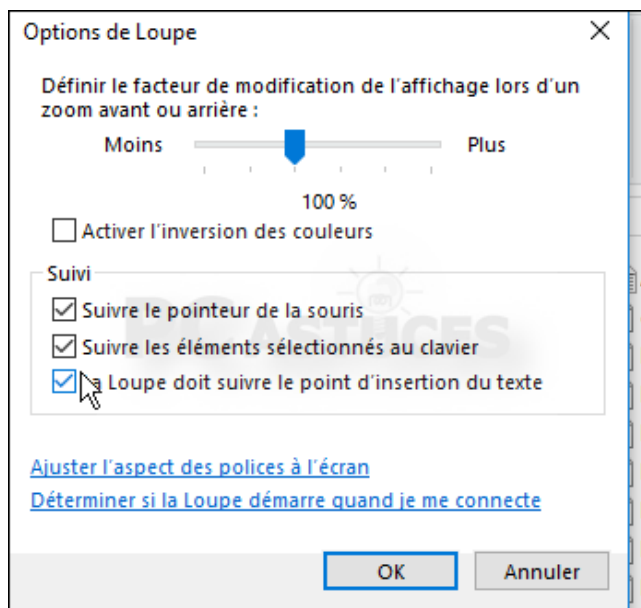 Options de Loupe
Définir le facteur de modification de l'affichage lors d'un
zoom avant ou arrière :
Moins
Plus
100 %
Activer l'inversion des couleurs
Suivi
Suivre le pointeur de la souris
Suivre les éléments sélectionnés au clavier
La Loupe doit suivre le point d'insertion du texte
PC ASTUCES
Ajuster l'aspect des polices à l'écran
Déterminer si la Loupe démarre quand je me connecte
OK
Annuler